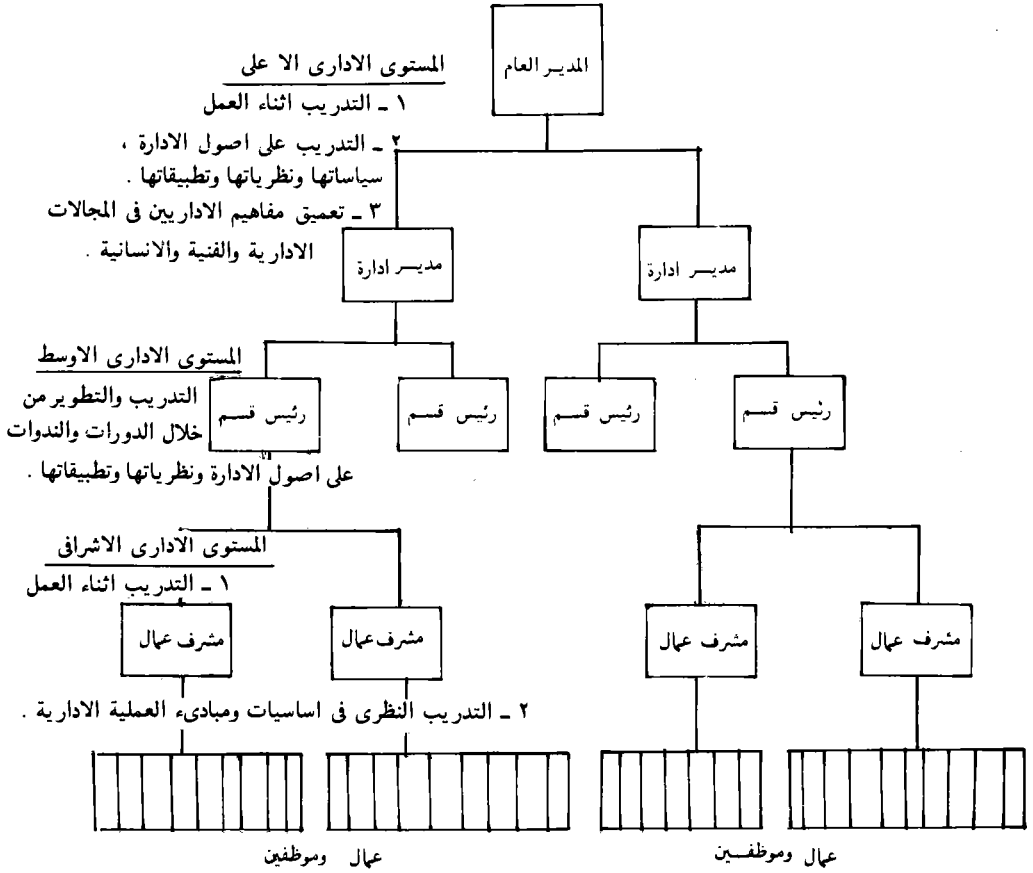 المدير العام
المستوى الادارى الا على
١ ـ التدريب اثناء العمل
٢ ـ التدريب على اصول الادارة ،
سياساتها ونظرياتها وتطبيقاتها .
٣ ـ تعميق مفاهيم الاداريين فى المجالات
الادارية والفنية والانسانية .
مدير ادارة
مدير ادارة
المستوى الادارى الاوسط
التدريب والتطوير من
خلال الدورات والندوات
على اصول الادارة ونظرياتها وتطبيقاتها .
رئيس قسم
رئيس قسم
رئيس قسم
رئيس قسم
المستوى الادارى الاشرافى
١ ـ التدريب اثناء العمل
مشرف عمال
مشرف عمال
مشرف عمال
مشرف عمال
٢ ـ التدريب النظرى فى اساسيات ومبادىء العملية الادارية .
عمال وموظفين
عمال وموظفين